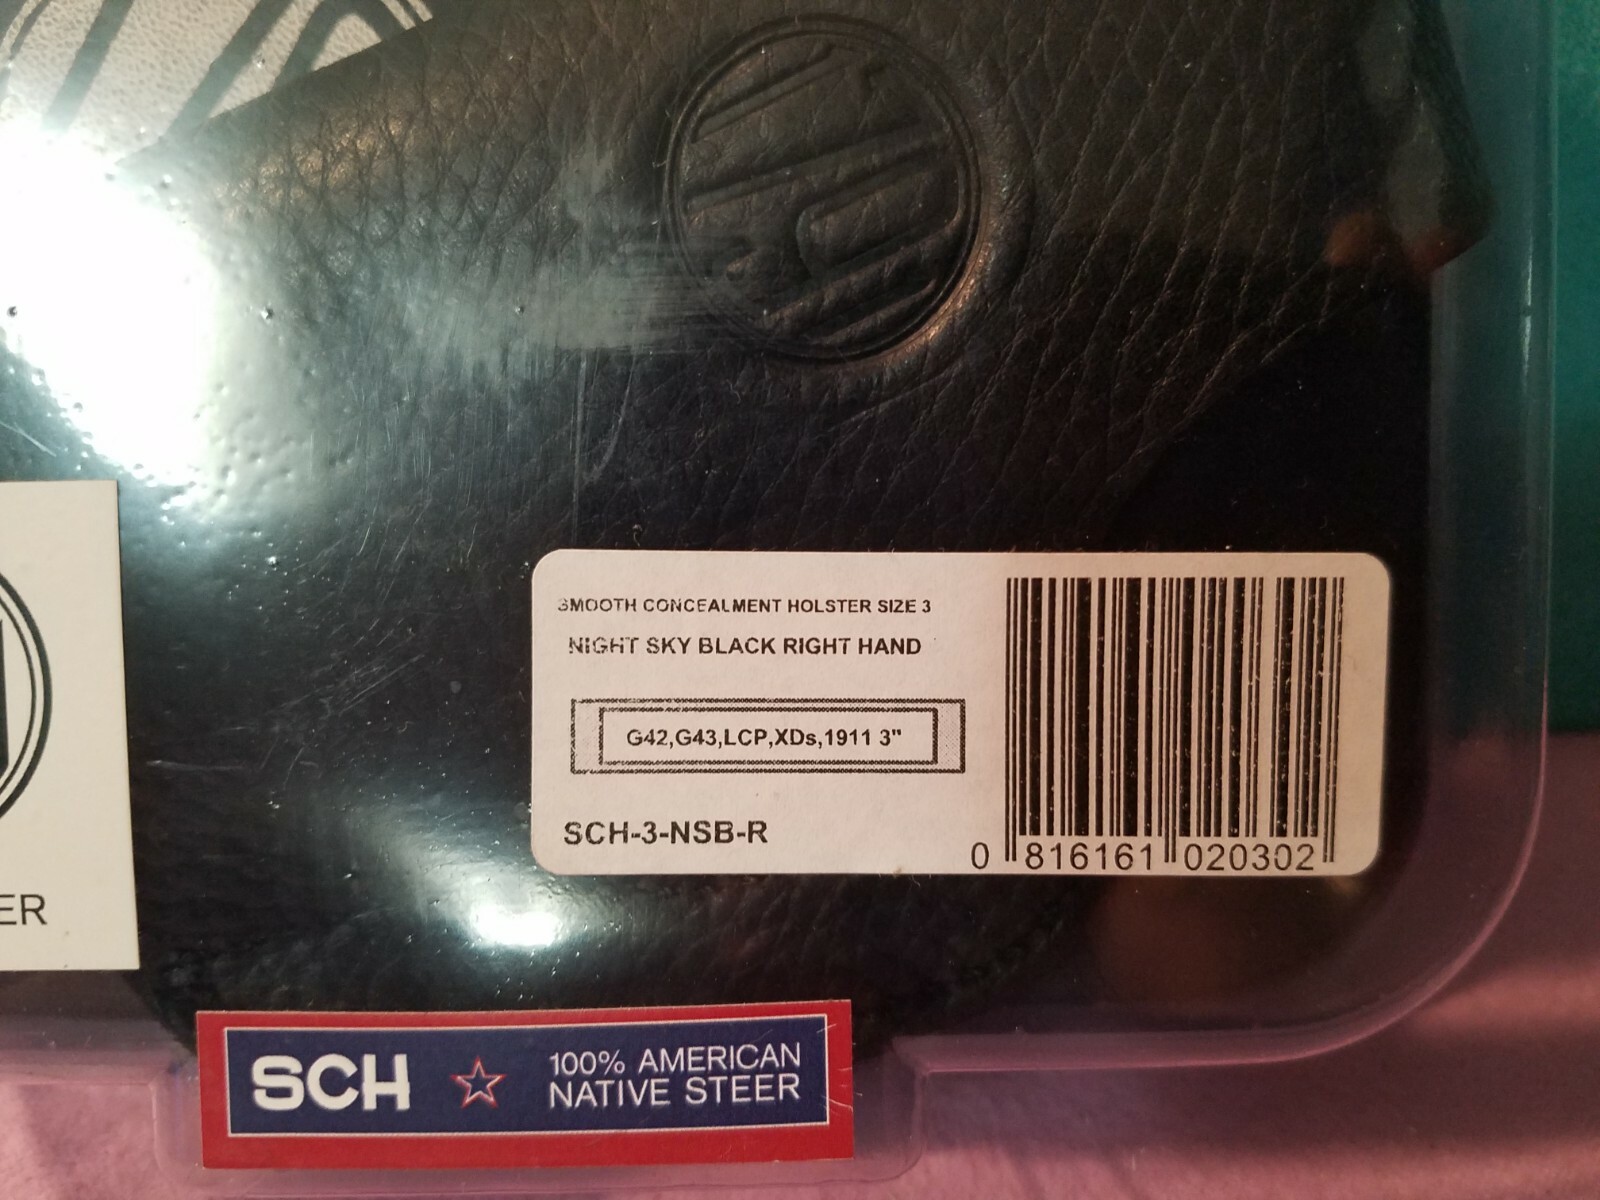 SMOOTH CONCEALMENT HOLSTER SIZE 3
NIGHT SKY BLACK RIGHT HAND
G42,G43,LCP,XDs,1911 3"
SCH-3-NSB-R
0 816161 020302
ER
SCH
100% AMERICAN
NATIVE STEER